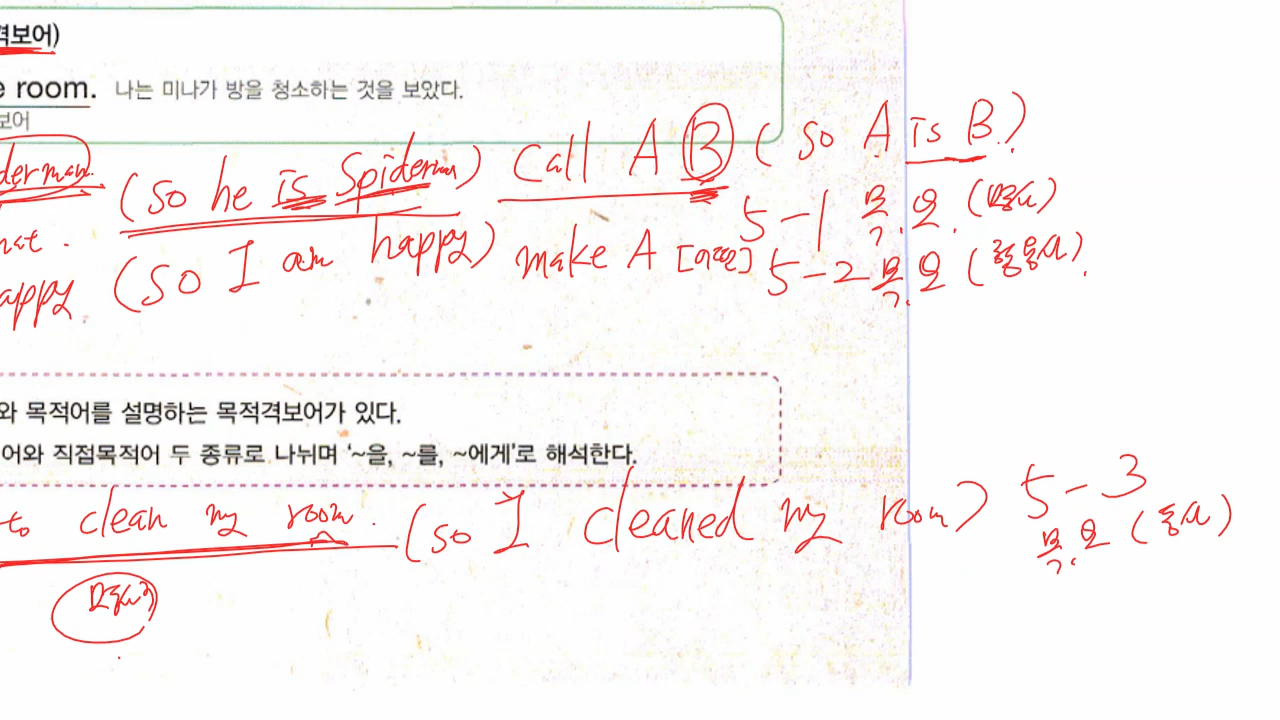 격보어)
e room. 나는 미나가 방을 청소하는 것을 보았다.
보어
derman. (so he is Spiderman) Call A B (so A is B.)
5-1 목.보 (명사)
appy (so I am happy) make A [어떤] 5-2 목.보 (형용사).
와 목적어를 설명하는 목적격보어가 있다.
어와 직접목적어 두 종류로 나뉘며 '~을, ~를, ~에게'로 해석한다.
to clean my room. (so I cleaned my room) 5-3
목.보 (동사)